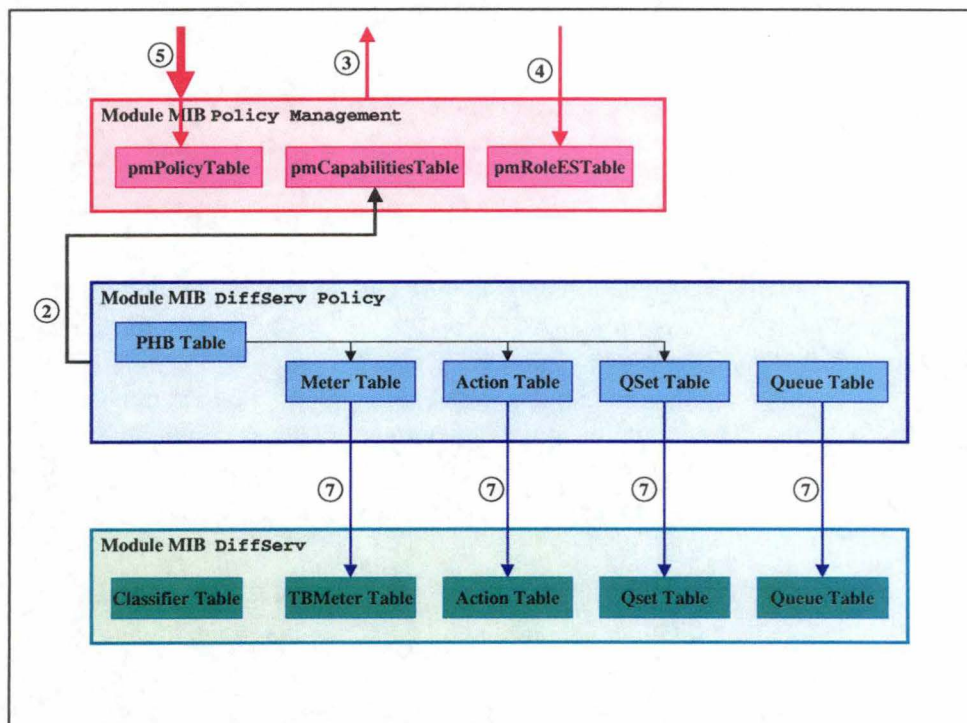 ⑤
③
④
Module MIB Policy Management
pmPolicyTable
pmCapabilitiesTable
pmRoleESTable
②
Module MIB DiffServ Policy
PHB Table
Meter Table
Action Table
QSet Table
Queue Table
⑦
⑦
⑦
⑦
Module MIB DiffServ
Classifier Table
TBMeter Table
Action Table
Qset Table
Queue Table